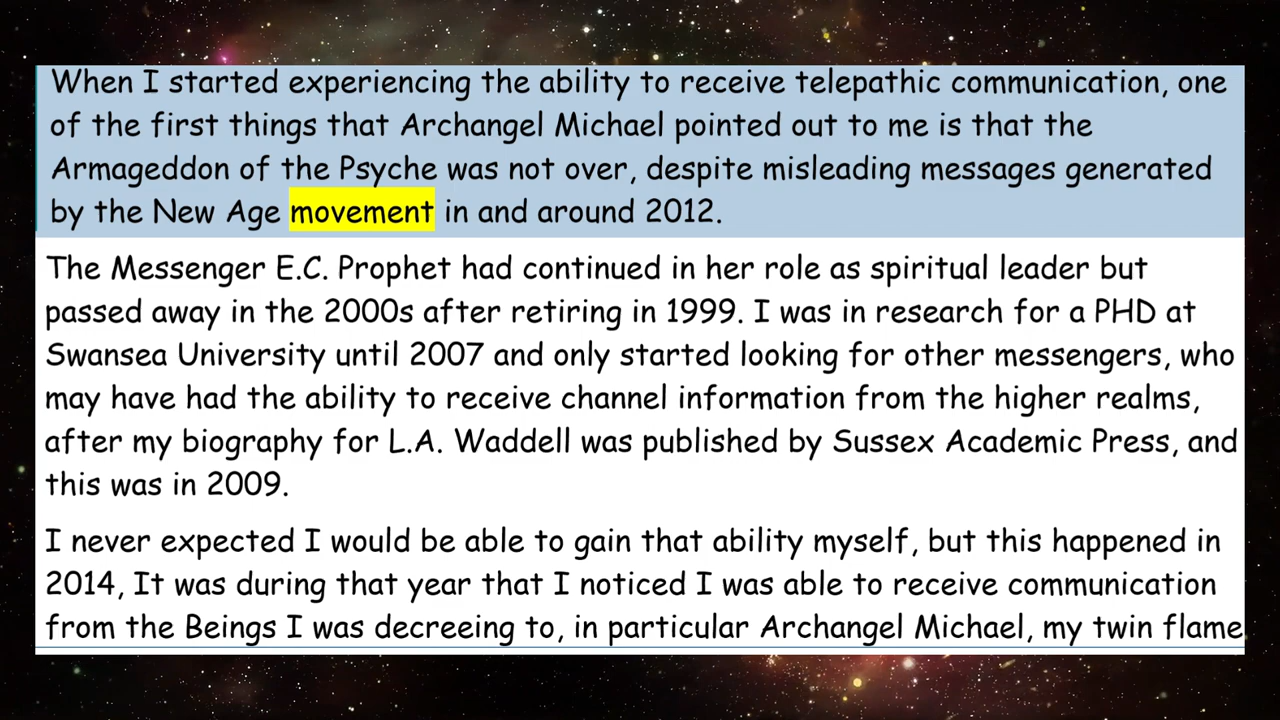 When I started experiencing the ability to receive telepathic communication, one
of the first things that Archangel Michael pointed out to me is that the
Armageddon of the Psyche was not over, despite misleading messages generated
by the New Age movement in and around 2012.
The Messenger E.C. Prophet had continued in her role as spiritual leader but
passed away in the 2000s after retiring in 1999. I was in research for a PHD at
Swansea University until 2007 and only started looking for other messengers, who
may have had the ability to receive channel information from the higher realms,
after my biography for L.A. Waddell was published by Sussex Academic Press, and
this was in 2009.
I never expected I would be able to gain that ability myself, but this happened in
2014, It was during that year that I noticed I was able to receive communication
from the Beings I was decreeing to, in particular Archangel Michael, my twin flame